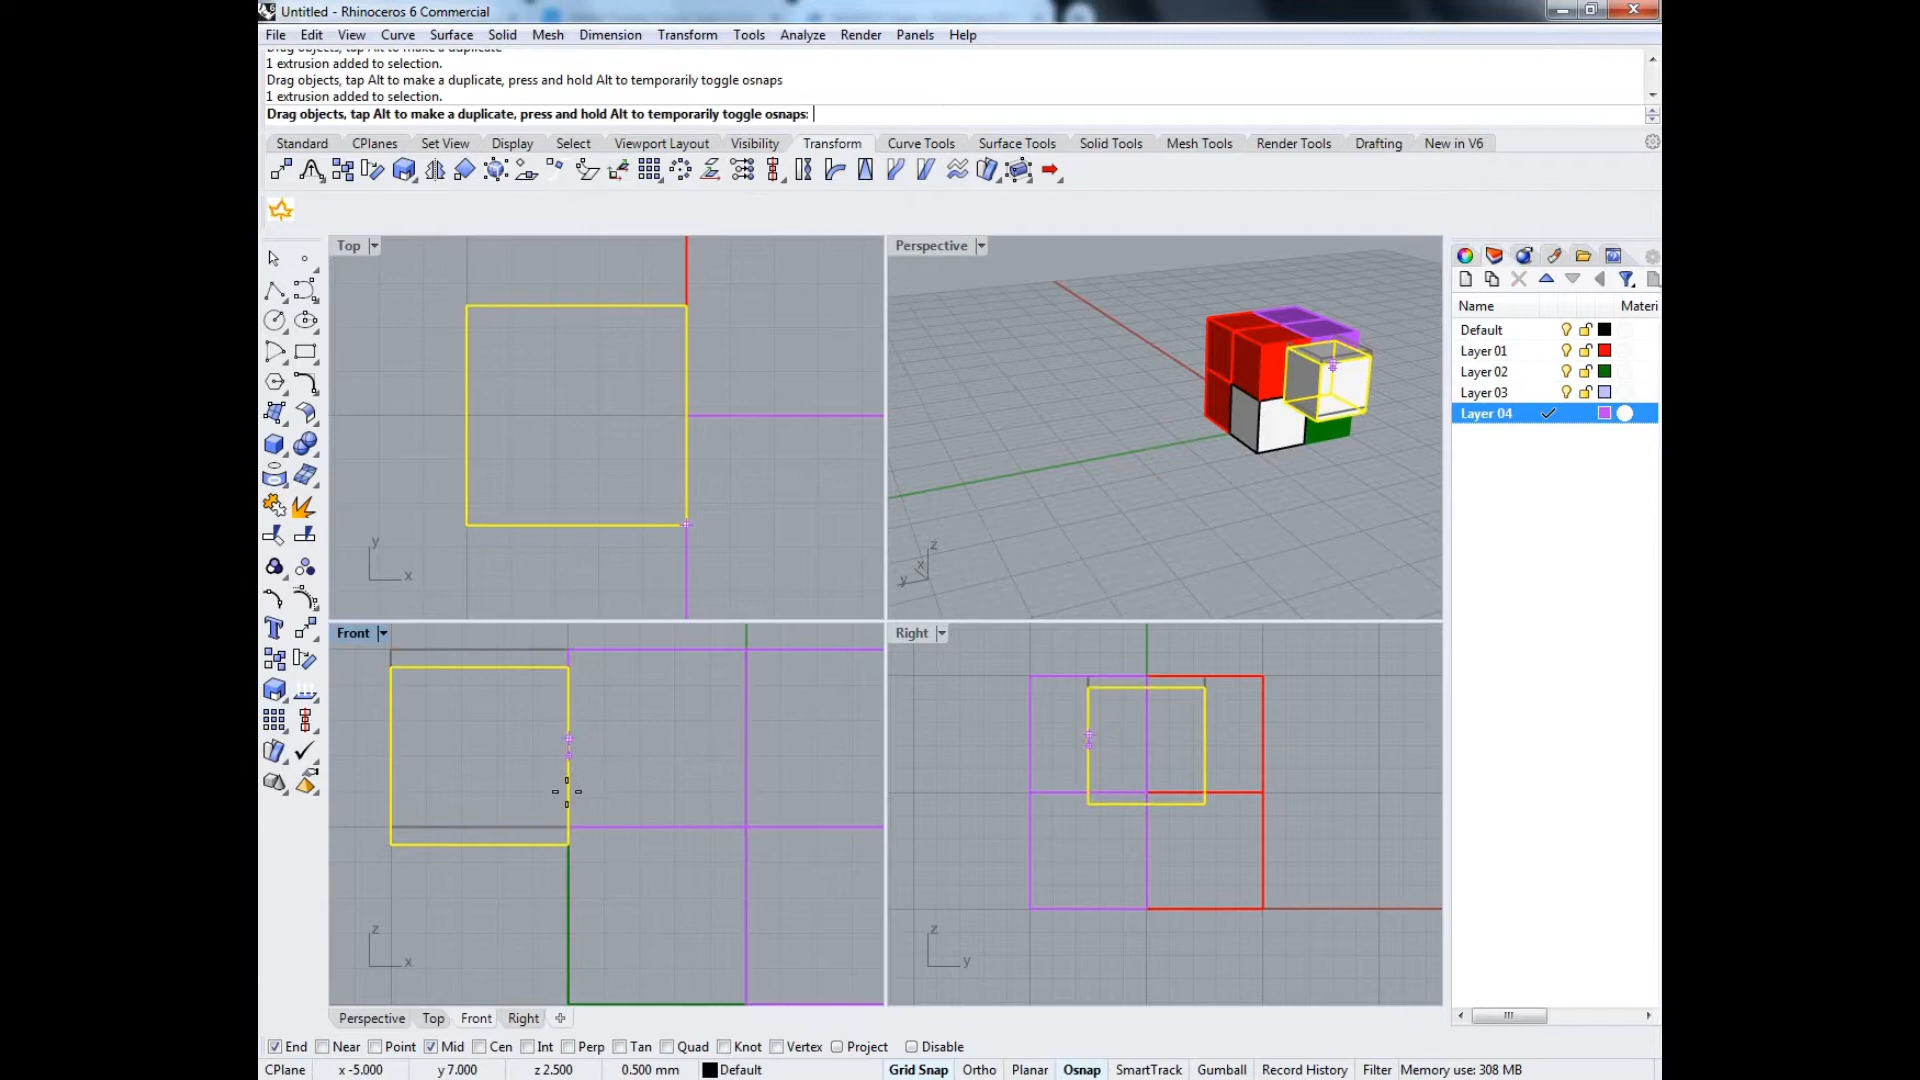 Untitled - Rhinoceros 6 Commercial
File Edit View Curve Surface Solid Mesh Dimension Transform Tools Analyze Render Panels Help
Drag objects, tap Alt to make a duplicate
1 extrusion added to selection.
Drag objects, tap Alt to make a duplicate, press and hold Alt to temporarily toggle osnaps
1 extrusion added to selection.
Drag objects, tap Alt to make a duplicate, press and hold Alt to temporarily toggle osnaps:
Standard CPlanes Set View Display Select Viewport Layout Visibility Transform Curve Tools Surface Tools Solid Tools Mesh Tools Render Tools Drafting New in V6
Top
y
x
Perspective
z
x
y
Name Materi
Default
Layer 01
Layer 02
Layer 03
Layer 04
Front
z
x
Right
z
y
Perspective Top Front Right
End Near Point Mid Cen Int Perp Tan Quad Knot Vertex Project Disable
CPlane x -5.000 y 7.000 z 2.500 0.500 mm Default Grid Snap Ortho Planar Osnap SmartTrack Gumball Record History Filter Memory use: 308 MB